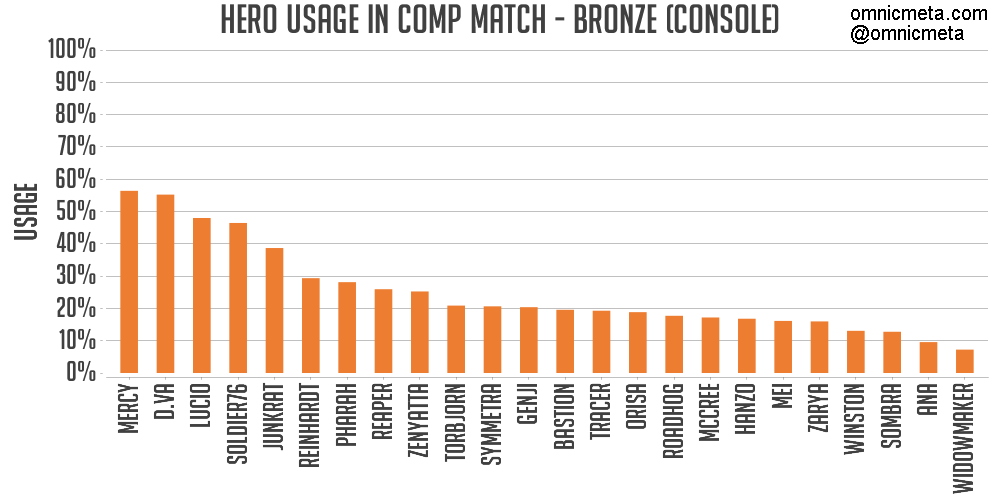 HERO USAGE IN COMP MATCH - BRONZE (CONSOLE)
omnicmeta.com
@omnicmeta
100%
90%
80%
70%
60%
50%
40%
30%
20%
10%
0%
USAGE
MERCY
D.VA
LUCIO
SOLDIER76
JUNKRAT
REINHARDT
PHARAH
REAPER
ZENYATTA
TORBJORN
SYMMETRA
GENJI
BASTION
TRACER
ORISA
ROADHOG
MCCREE
HANZO
MEI
ZARYA
WINSTON
SOMBRA
ANA
WIDOWMAKER